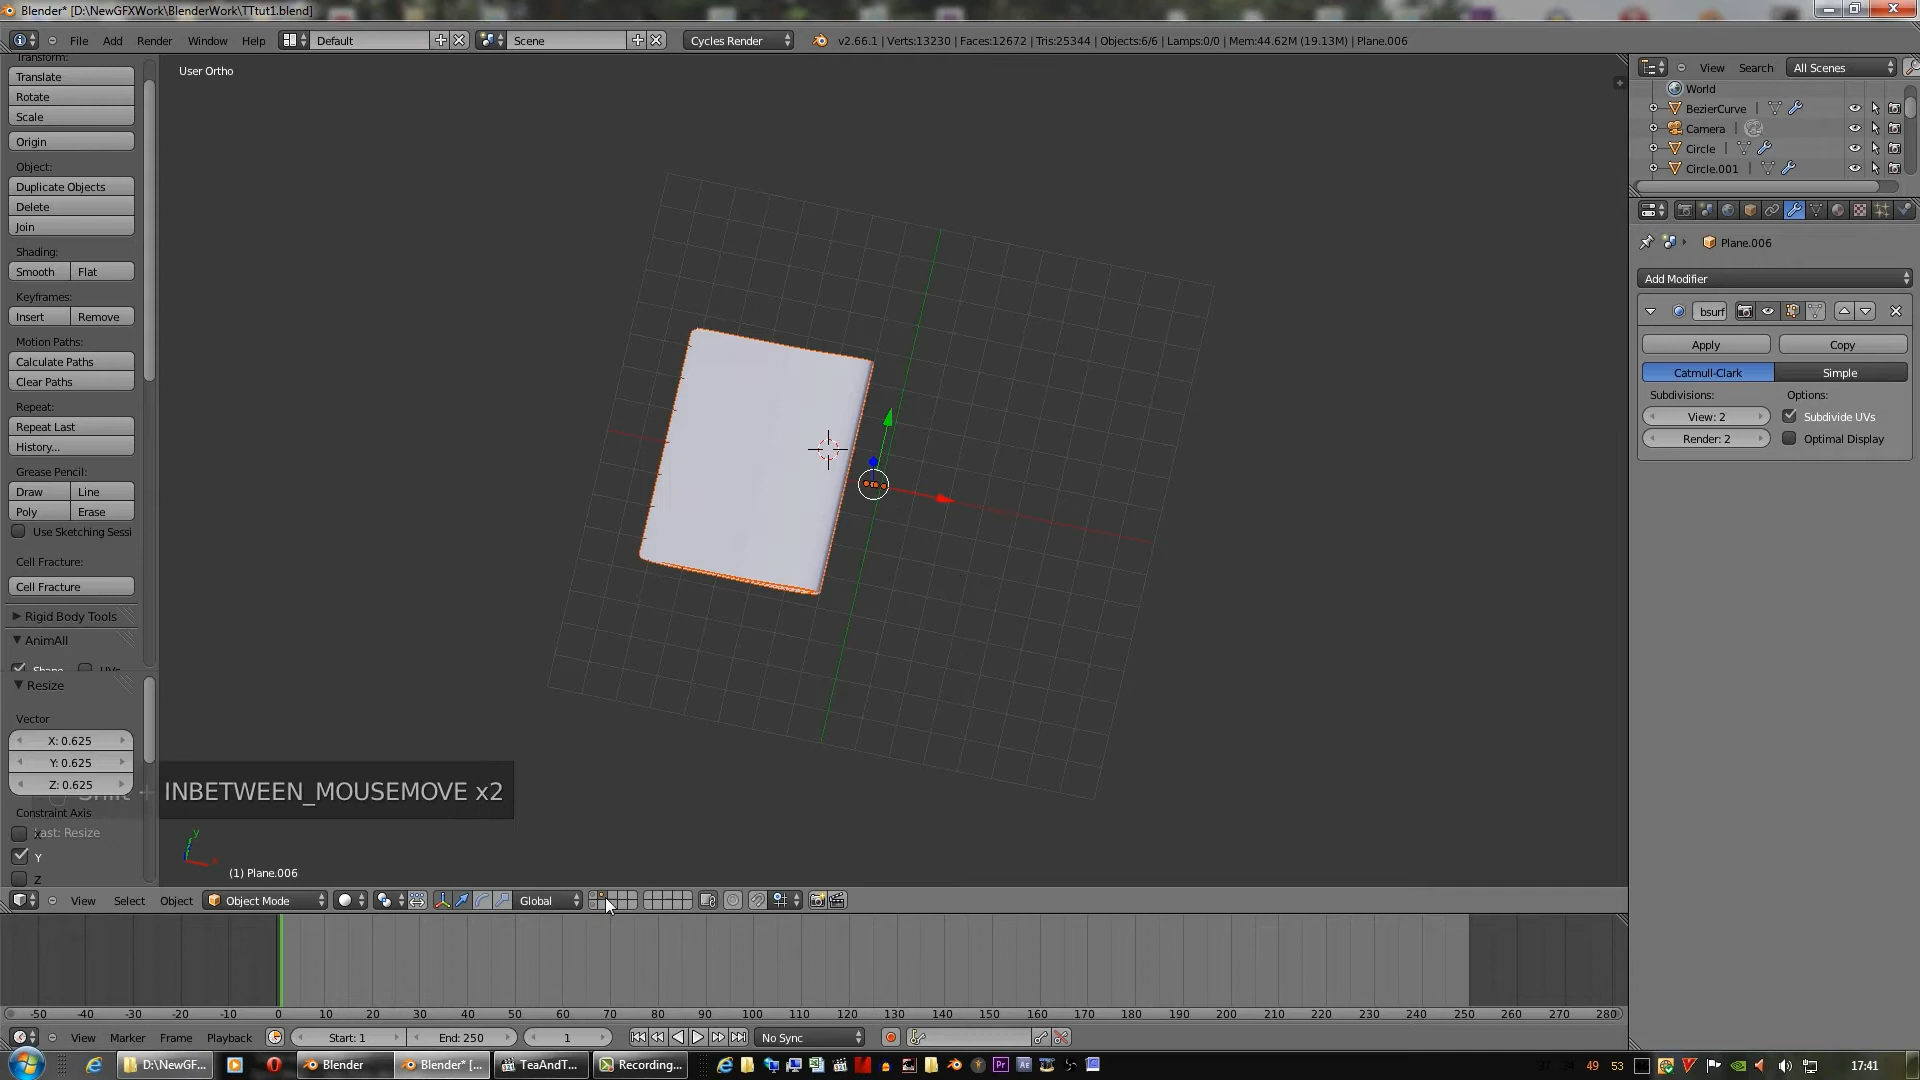 Blender* [D:\NewGFXWork\BlenderWork\TTtut1.blend]
File Add Render Window Help Default Scene Cycles Render v2.66.1 | Verts:13230 | Faces:12672 | Tris:25344 | Objects:6/6 | Lamps:0/0 | Mem:44.62M (19.13M) | Plane.006
Transform:
Translate
Rotate
Scale
Origin
Object:
Duplicate Objects
Delete
Join
Shading:
Smooth Flat
Keyframes:
Insert Remove
Motion Paths:
Calculate Paths
Clear Paths
Repeat:
Repeat Last
History...
Grease Pencil:
Draw Line
Poly Erase
Use Sketching Sessi
Cell Fracture:
Cell Fracture
Rigid Body Tools
AnimAll
Shape UVs
Resize
Vector
X: 0.625
Y: 0.625
Z: 0.625
Constraint Axis
X
Last: Resize
Y
Z
User Ortho
Shift + INBETWEEN_MOUSEMOVE x2
y
x
(1) Plane.006
View Select Object Object Mode Global
View Search All Scenes
World
BezierCurve
Camera
Circle
Circle.001
Plane.006
Add Modifier
bsurf
Apply Copy
Catmull-Clark Simple
Subdivisions: Options:
View: 2 Subdivide UVs
Render: 2 Optimal Display
-50 -40 -30 -20 -10 0 10 20 30 40 50 60 70 80 90 100 110 120 130 140 150 160 170 180 190 200 210 220 230 240 250 260 270 280
View Marker Frame Playback Start: 1 End: 250 1 No Sync
D:\NewGF... Blender Blender* [... TeaAndT... Recording... Pr Ae 49 53 17:41